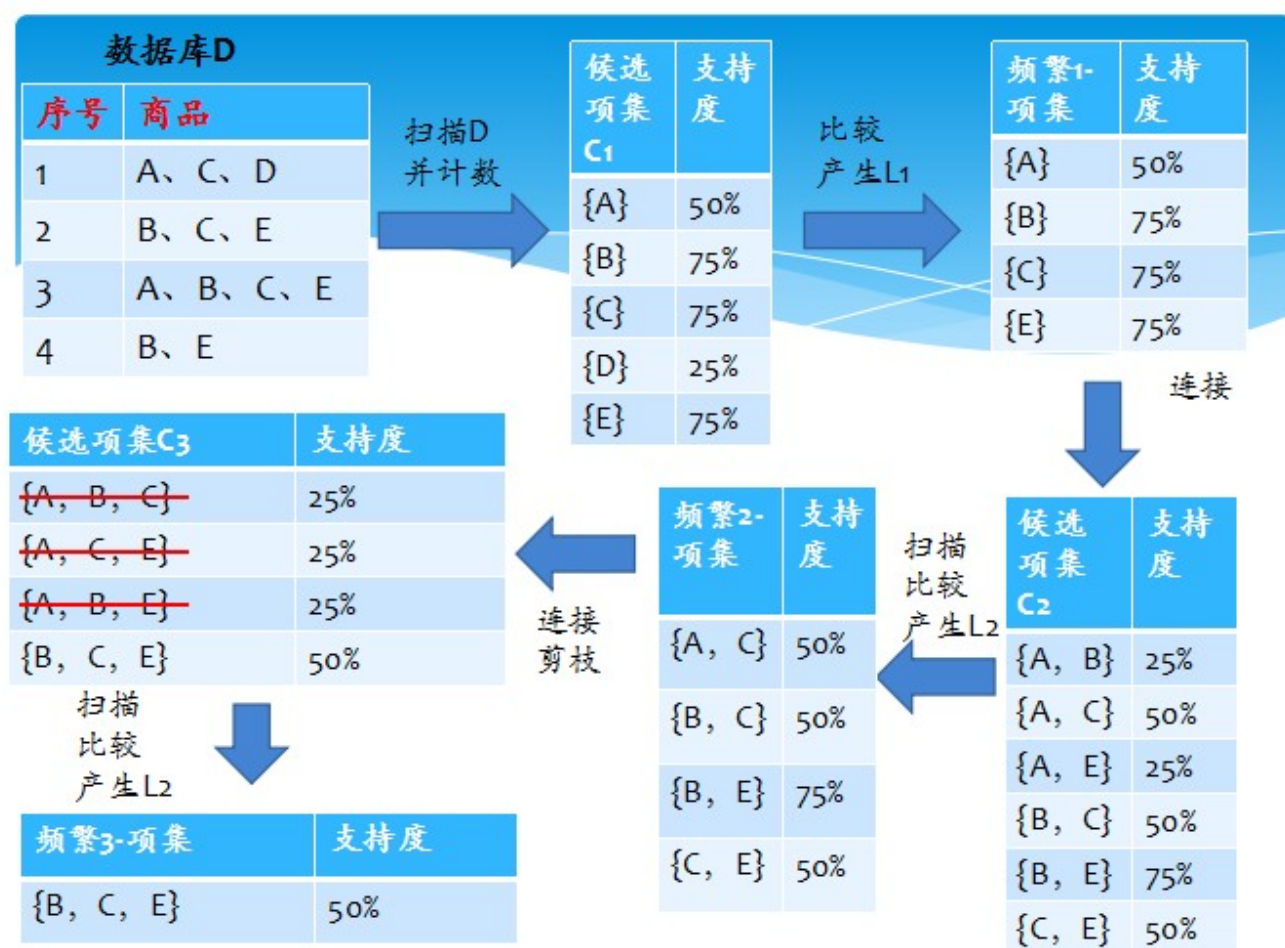 数据库D
序号 商品
1 A、C、D
2 B、C、E
3 A、B、C、E
4 B、E
扫描D
并计数
候选
项集
C1
支持
度
{A} 50%
{B} 75%
{C} 75%
{D} 25%
{E} 75%
比较
产生L1
频繁1-
项集
支持
度
{A} 50%
{B} 75%
{C} 75%
{E} 75%
连接
候选
项集
C2
支持
度
{A, B} 25%
{A, C} 50%
{A, E} 25%
{B, C} 50%
{B, E} 75%
{C, E} 50%
扫描
比较
产生L2
频繁2-
项集
支持
度
{A, C} 50%
{B, C} 50%
{B, E} 75%
{C, E} 50%
连接
剪枝
候选项集C3 支持度
{A, B, C} 25%
{A, C, E} 25%
{A, B, E} 25%
{B, C, E} 50%
扫描
比较
产生L2
频繁3-项集 支持度
{B, C, E} 50%